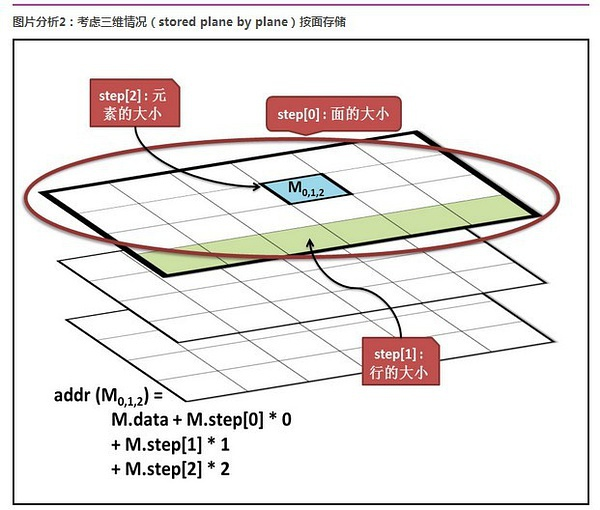 图片分析2：考虑三维情况（stored plane by plane）按面存储
step[2] : 元
素的大小
step[0] : 面的大小
M0,1,2
step[1] :
行的大小
addr (M0,1,2) =
M.data + M.step[0] * 0
+ M.step[1] * 1
+ M.step[2] * 2